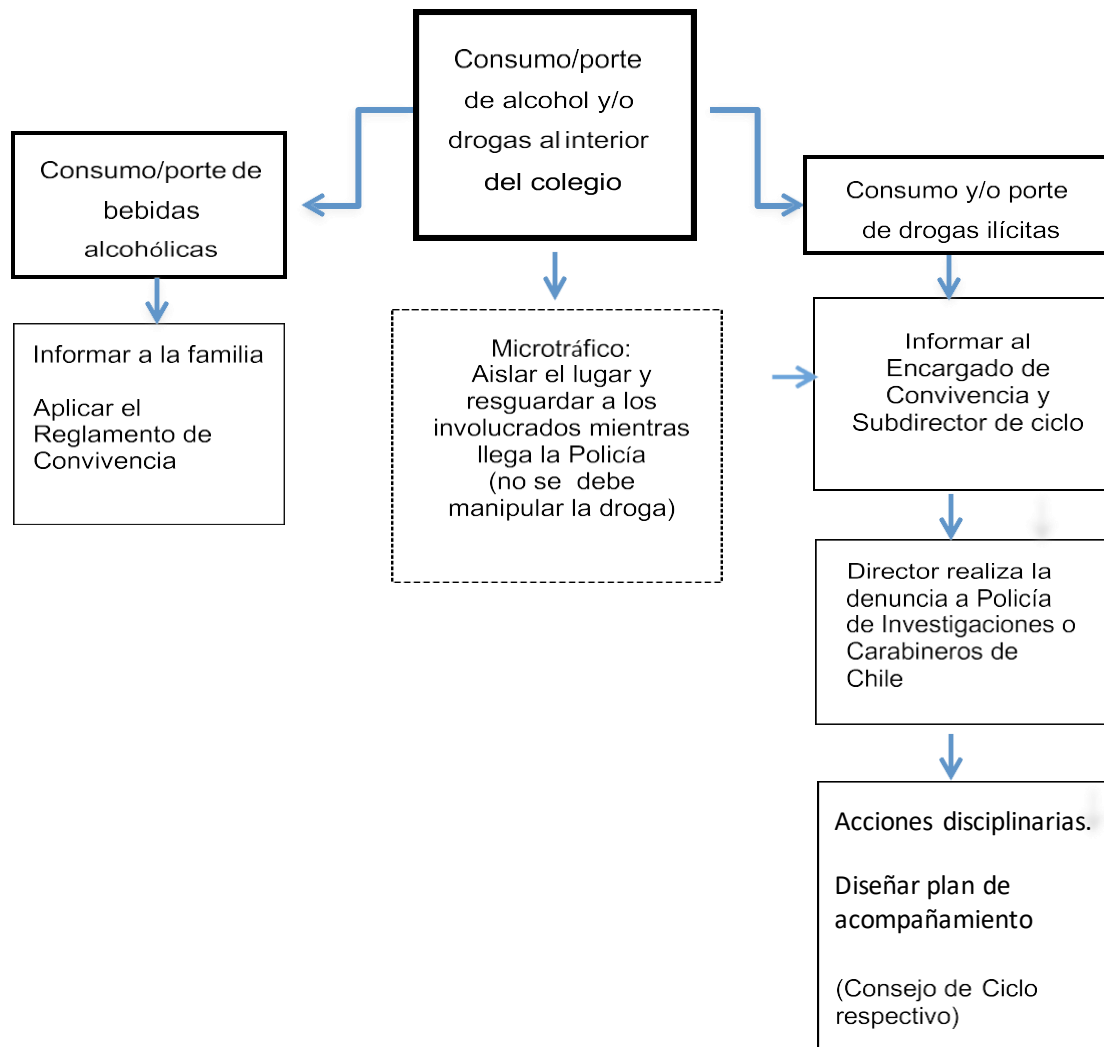 Consumo/porte
de alcohol y/o
drogas al interior
del colegio
Consumo/porte de
bebidas
alcohólicas
Consumo y/o porte
de drogas ilícitas
Informar a la familia
Aplicar el
Reglamento de
Convivencia
Microtráfico:
Aislar el lugar y
resguardar a los
involucrados mientras
llega la Policía
(no se debe
manipular la droga)
Informar al
Encargado de
Convivencia y
Subdirector de ciclo
Director realiza la
denuncia a Policía
de Investigaciones o
Carabineros de
Chile
Acciones disciplinarias.
Diseñar plan de
acompañamiento
(Consejo de Ciclo
respectivo)